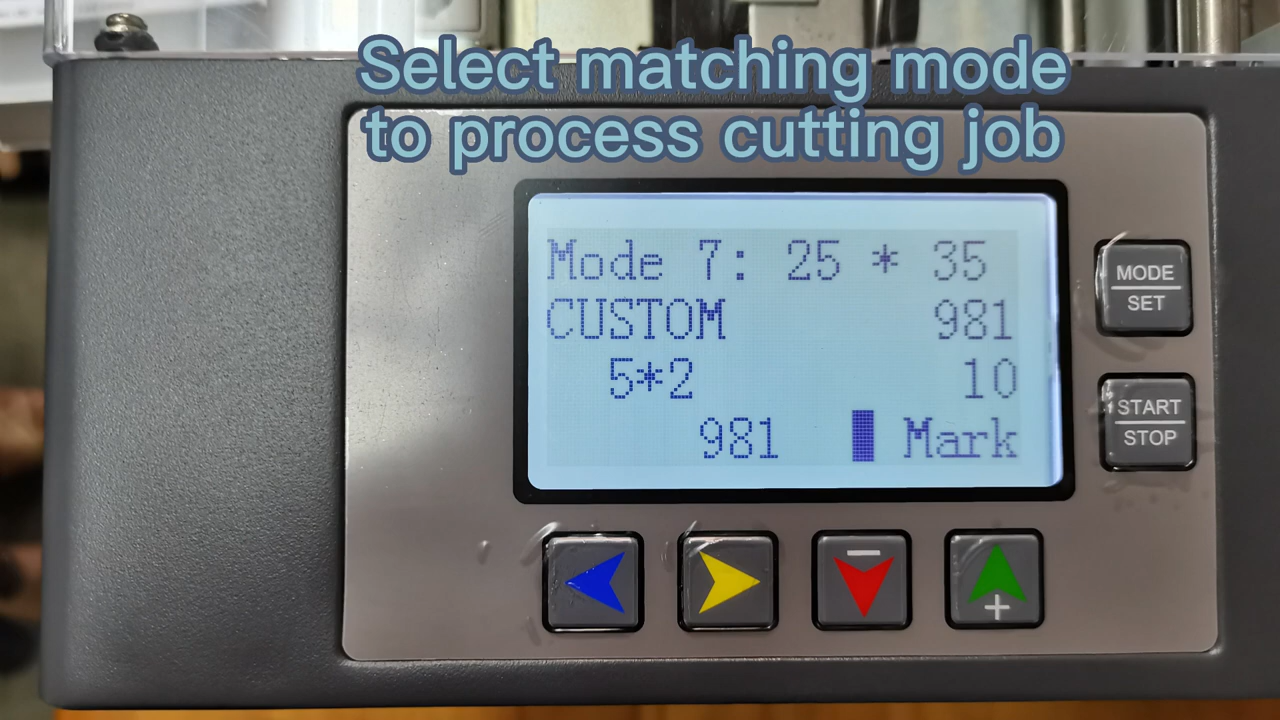 Select matching mode
to process cutting job
Mode 7: 25 * 35
CUSTOM 981
5*2 10
981 Mark
MODE
SET
START
STOP
−
+